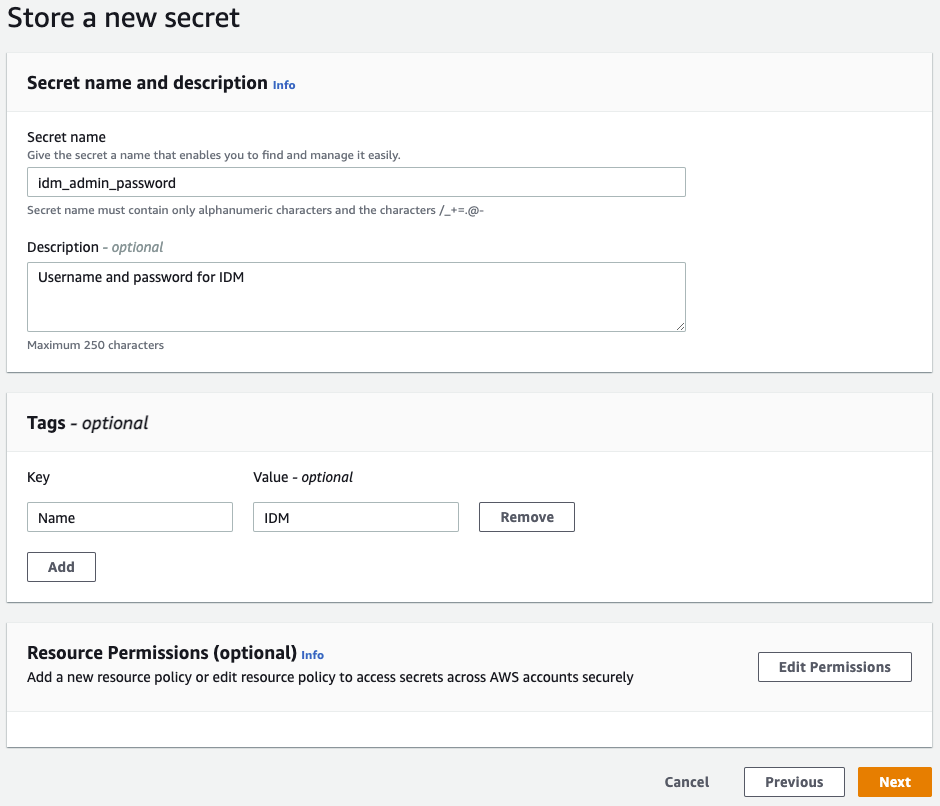 Store a new secret
Secret name and description Info
Secret name
Give the secret a name that enables you to find and manage it easily.
idm_admin_password
Secret name must contain only alphanumeric characters and the characters /_+=.@-
Description - optional
Username and password for IDM
Maximum 250 characters
Tags - optional
Key Value - optional
Name IDM Remove
Add
Resource Permissions (optional) Info
Add a new resource policy or edit resource policy to access secrets across AWS accounts securely
Edit Permissions
Cancel Previous Next